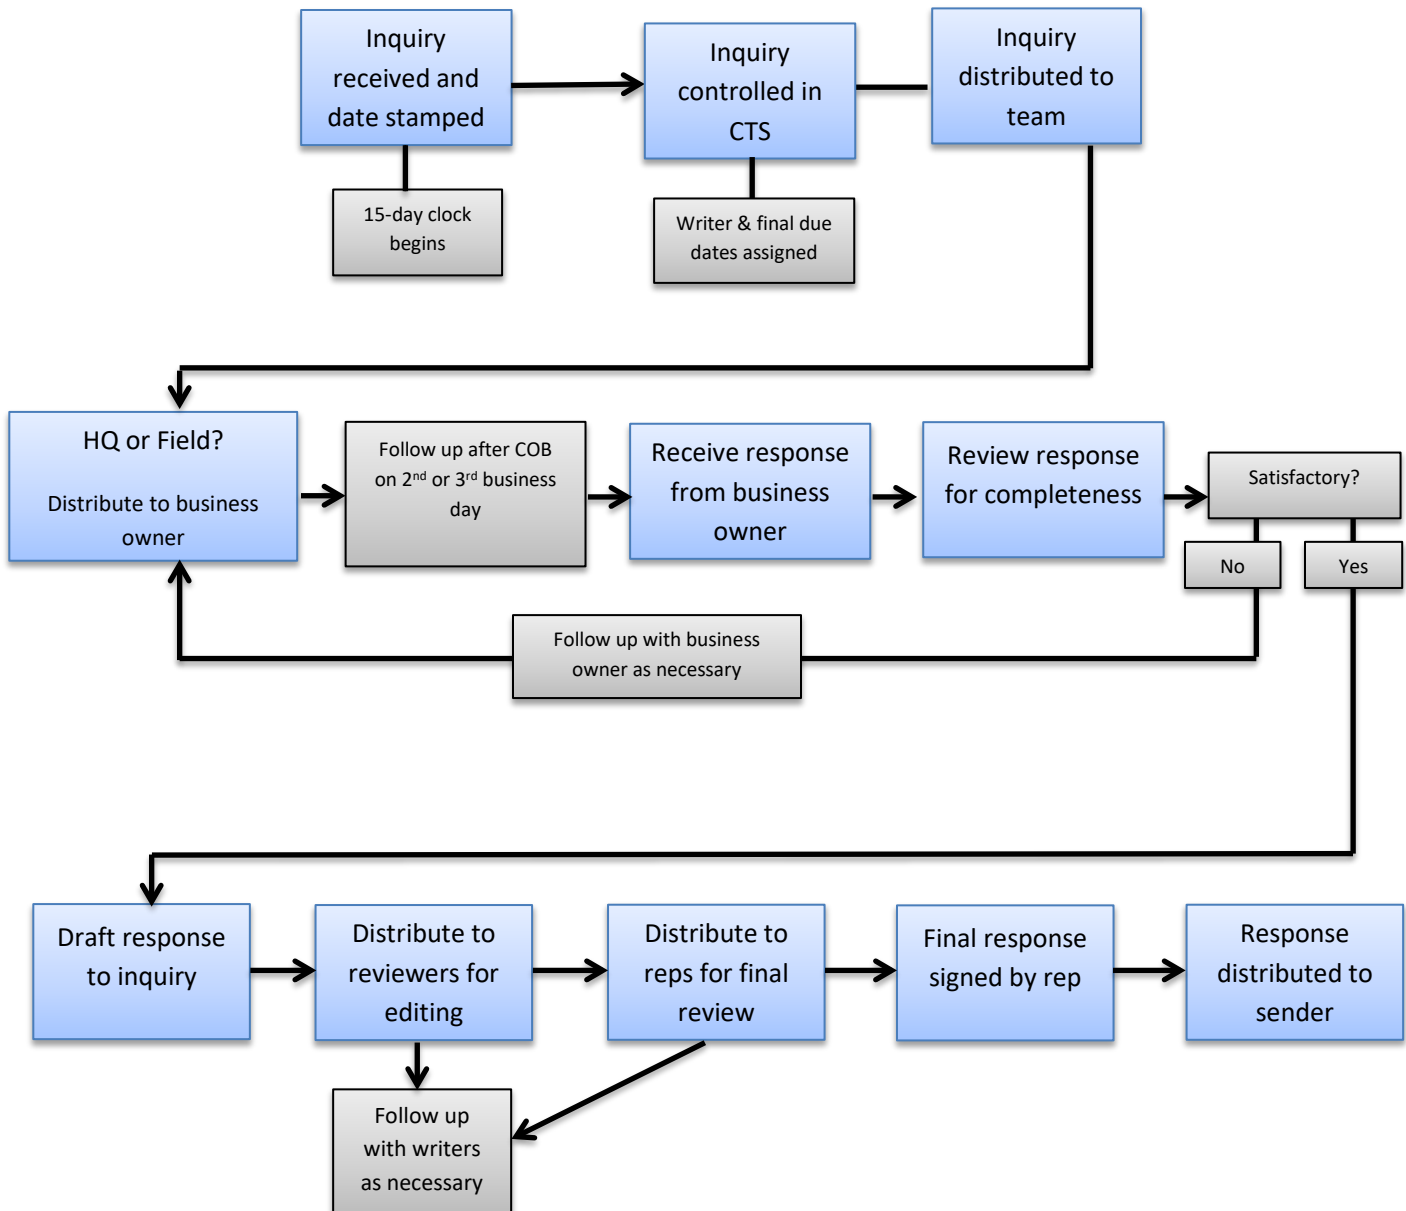 Inquiry
received and
date stamped
Inquiry
controlled in
CTS
Inquiry
distributed to
team
15-day clock
begins
Writer & final due
dates assigned
HQ or Field?
Distribute to business
owner
Follow up after COB
on 2nd or 3rd business
day
Receive response
from business
owner
Review response
for completeness
Satisfactory?
No
Yes
Follow up with business
owner as necessary
Draft response
to inquiry
Distribute to
reviewers for
editing
Distribute to
reps for final
review
Final response
signed by rep
Response
distributed to
sender
Follow up
with writers
as necessary